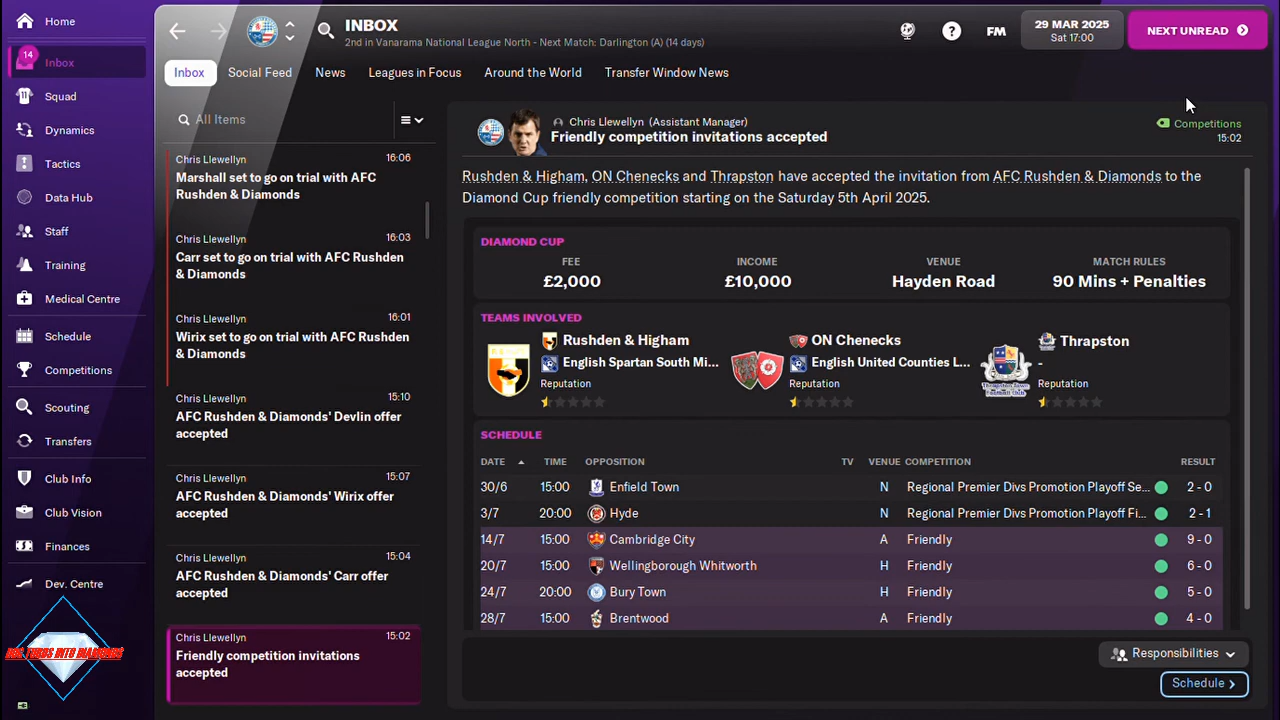 Home
14
Inbox
Squad
Dynamics
Tactics
Data Hub
Staff
Training
Medical Centre
Schedule
Competitions
Scouting
Transfers
Club Info
Club Vision
Finances
Dev. Centre
INBOX
2nd in Vanarama National League North - Next Match: Darlington (A) (14 days)
?
FM
29 MAR 2025
Sat 17:00
NEXT UNREAD
Inbox
Social Feed
News
Leagues in Focus
Around the World
Transfer Window News
All Items
Chris Llewellyn 16:06
Marshall set to go on trial with AFC
Rushden & Diamonds
Chris Llewellyn 16:03
Carr set to go on trial with AFC Rushden
& Diamonds
Chris Llewellyn 16:01
Wirix set to go on trial with AFC Rushden
& Diamonds
Chris Llewellyn 15:10
AFC Rushden & Diamonds' Devlin offer
accepted
Chris Llewellyn 15:07
AFC Rushden & Diamonds' Wirix offer
accepted
Chris Llewellyn 15:04
AFC Rushden & Diamonds' Carr offer
accepted
Chris Llewellyn 15:02
Friendly competition invitations
accepted
Chris Llewellyn (Assistant Manager)
Friendly competition invitations accepted
Competitions
15:02
Rushden & Higham, ON Chenecks and Thrapston have accepted the invitation from AFC Rushden & Diamonds to the
Diamond Cup friendly competition starting on the Saturday 5th April 2025.
DIAMOND CUP
FEE INCOME VENUE MATCH RULES
£2,000 £10,000 Hayden Road 90 Mins + Penalties
TEAMS INVOLVED
Rushden & Higham
English Spartan South Mi...
Reputation
ON Chenecks
English United Counties L...
Reputation
Thrapston
-
Reputation
SCHEDULE
DATE TIME OPPOSITION TV VENUE COMPETITION RESULT
30/6 15:00 Enfield Town N Regional Premier Divs Promotion Playoff Se... 2 - 0
3/7 20:00 Hyde N Regional Premier Divs Promotion Playoff Fi... 2 - 1
14/7 15:00 Cambridge City A Friendly 9 - 0
20/7 15:00 Wellingborough Whitworth H Friendly 6 - 0
24/7 20:00 Bury Town H Friendly 5 - 0
28/7 15:00 Brentwood A Friendly 4 - 0
Responsibilities
Schedule